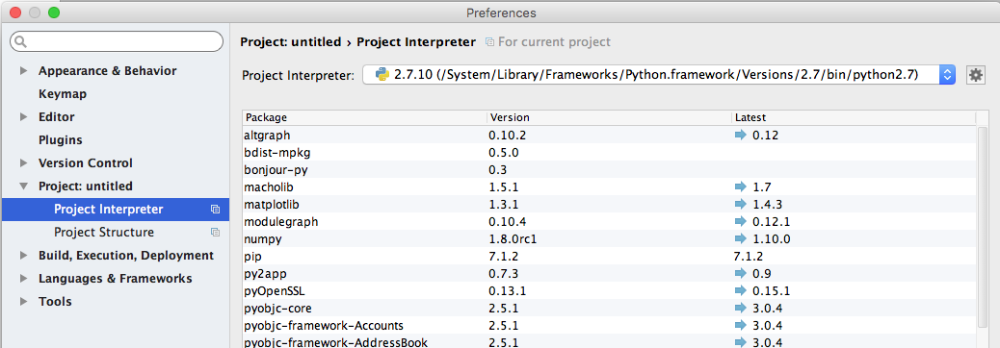 Preferences
Project: untitled › Project Interpreter For current project
Appearance & Behavior
Project Interpreter: 2.7.10 (/System/Library/Frameworks/Python.framework/Versions/2.7/bin/python2.7)
Keymap
Editor
Plugins
Version Control
Project: untitled
Project Interpreter
Project Structure
Build, Execution, Deployment
Languages & Frameworks
Tools
Package Version Latest
altgraph 0.10.2 0.12
bdist-mpkg 0.5.0
bonjour-py 0.3
macholib 1.5.1 1.7
matplotlib 1.3.1 1.4.3
modulegraph 0.10.4 0.12.1
numpy 1.8.0rc1 1.10.0
pip 7.1.2 7.1.2
py2app 0.7.3 0.9
pyOpenSSL 0.13.1 0.15.1
pyobjc-core 2.5.1 3.0.4
pyobjc-framework-Accounts 2.5.1 3.0.4
pyobjc-framework-AddressBook 2.5.1 3.0.4